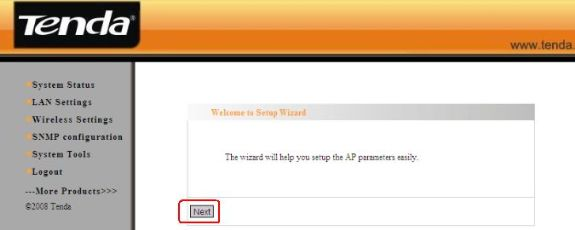 Tenda
www.tenda.
System Status
LAN Settings
Wireless Settings
SNMP configuration
System Tools
Logout
---More Products>>>
©2008 Tenda
Welcome to Setup Wizard
The wizard will help you setup the AP parameters easily.
Next